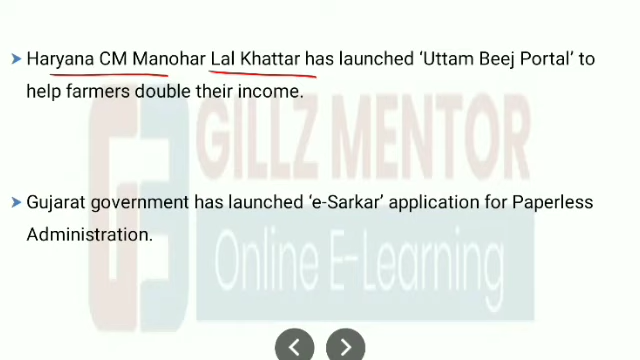 Haryana CM Manohar Lal Khattar has launched ‘Uttam Beej Portal’ to
help farmers double their income.
GILLZ MENTOR
Gujarat government has launched ‘e-Sarkar’ application for Paperless
Administration.
Online E-Learning